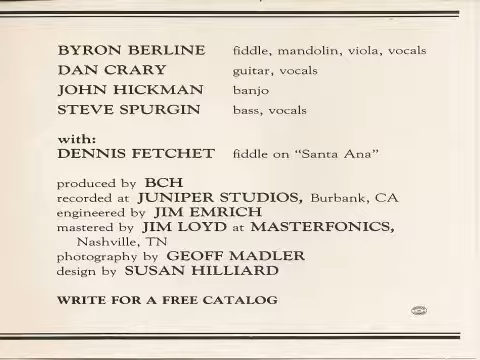 BYRON BERLINE fiddle, mandolin, viola, vocals
DAN CRARY guitar, vocals
JOHN HICKMAN banjo
STEVE SPURGIN bass, vocals
with:
DENNIS FETCHET fiddle on “Santa Ana”
produced by BCH
recorded at JUNIPER STUDIOS, Burbank, CA
engineered by JIM EMRICH
mastered by JIM LOYD at MASTERFONICS,
Nashville, TN
photography by GEOFF MADLER
design by SUSAN HILLIARD
WRITE FOR A FREE CATALOG